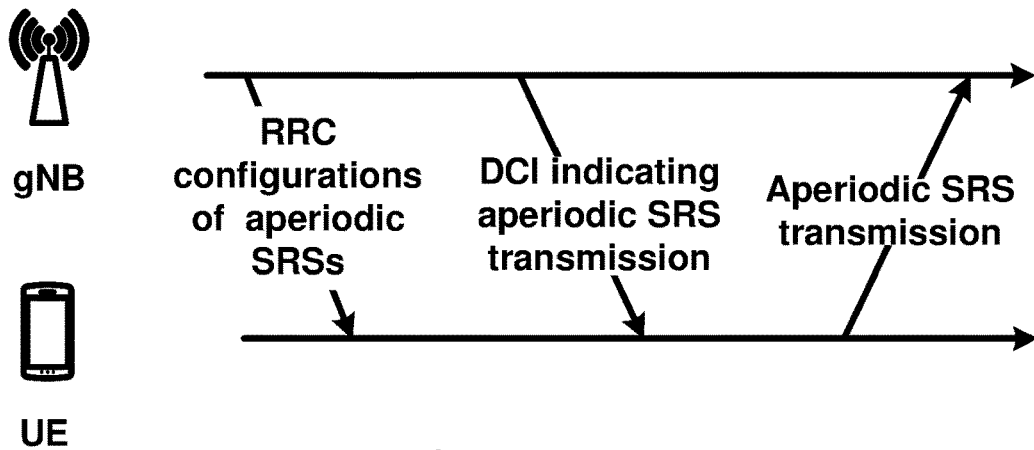 gNB
RRC
configurations
of aperiodic
SRSs
DCI indicating
aperiodic SRS
transmission
Aperiodic SRS
transmission
UE